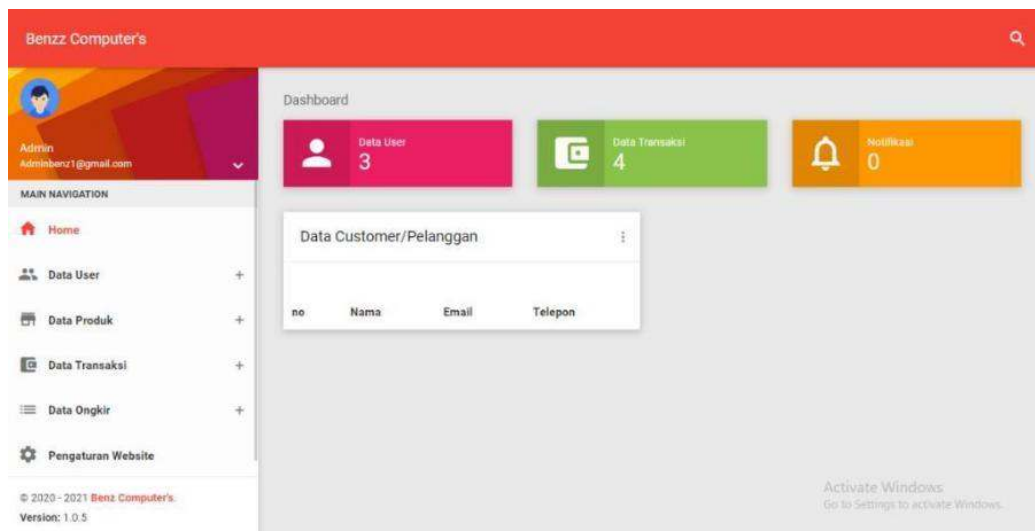 Benzz Computer's
Admin
Adminbenz1@gmail.com
MAIN NAVIGATION
Home
Data User
Data Produk
Data Transaksi
Data Ongkir
Pengaturan Website
© 2020 - 2021 Benz Computer's.
Version: 1.0.5
Dashboard
Data User
3
Data Transaksi
4
Notifikasi
0
Data Customer/Pelanggan
no Nama Email Telepon
Activate Windows
Go to Settings to activate Windows.